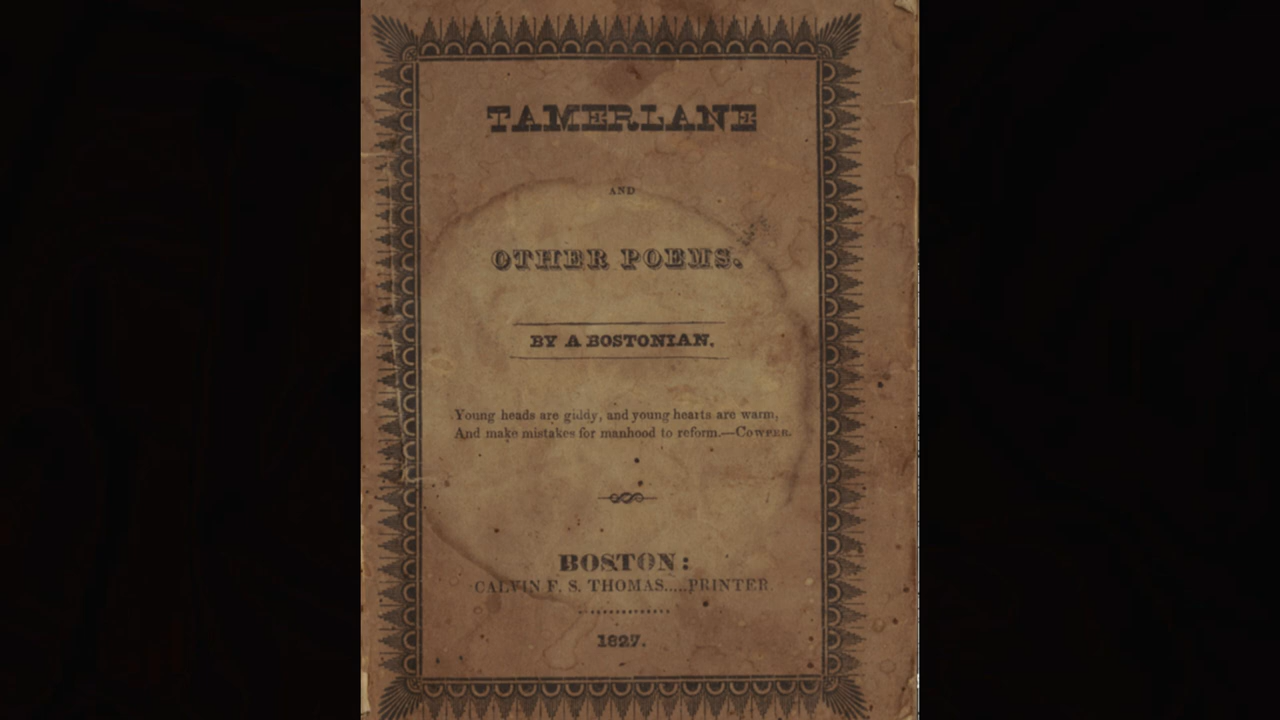 TAMERLANE
AND
OTHER POEMS.
BY A BOSTONIAN.
Young heads are giddy, and young hearts are warm,
And make mistakes for manhood to reform.—COWPER.
BOSTON:
CALVIN F. S. THOMAS.....PRINTER
1827.